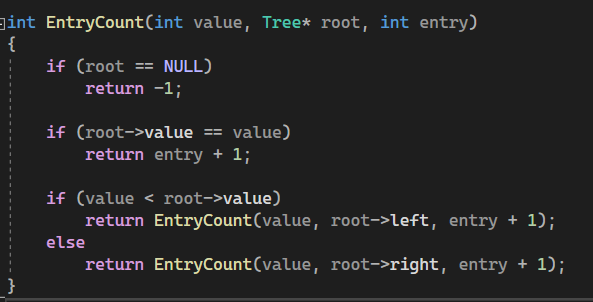 int EntryCount(int value, Tree* root, int entry)
{
    if (root == NULL)
        return -1;

    if (root->value == value)
        return entry + 1;

    if (value < root->value)
        return EntryCount(value, root->left, entry + 1);
    else
        return EntryCount(value, root->right, entry + 1);
}